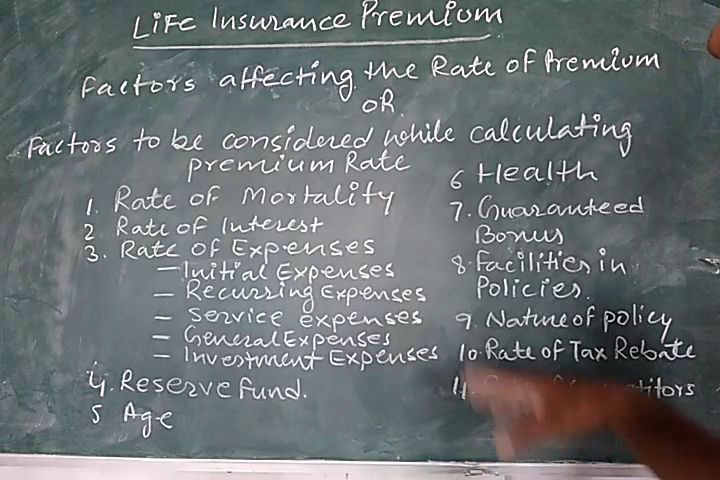 Life Insurance Premium
Factors affecting the Rate of Premium
OR
Factors to be considered while calculating
premium Rate
1. Rate of Mortality
2 Rate of Interest
3. Rate of Expenses
– Initial Expenses
– Recurring Expenses
– Service expenses
– General Expenses
– Investment Expenses
4. Reserve fund.
5 Age
6 Health
7. Guaranteed
Bonus
8. Facilities in
Policies.
9. Nature of policy
10. Rate of Tax Rebate
11.